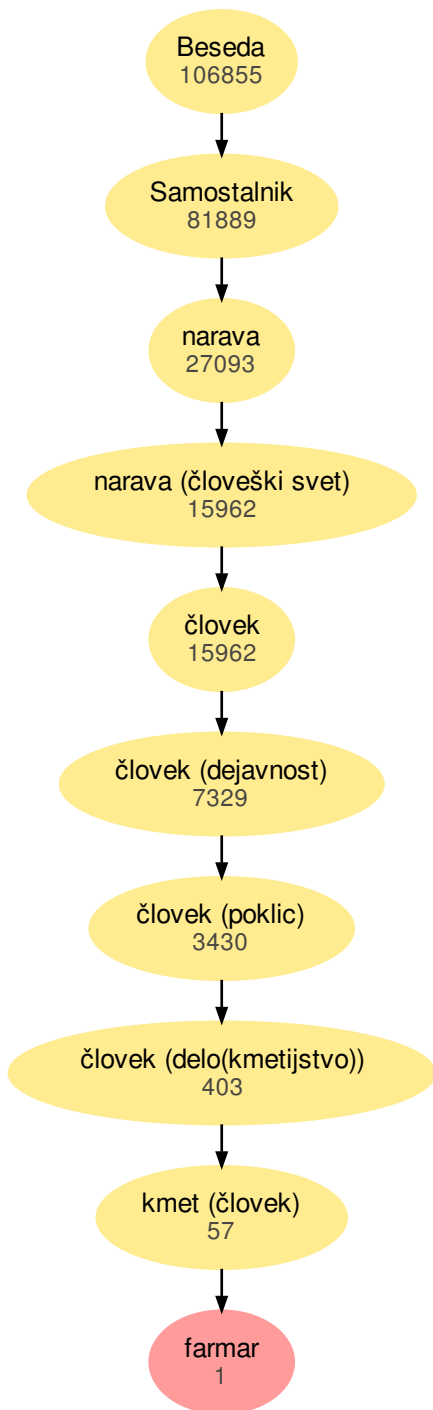 Beseda
106855
Samostalnik
81889
narava
27093
narava (človeški svet)
15962
človek
15962
človek (dejavnost)
7329
človek (poklic)
3430
človek (delo(kmetijstvo))
403
kmet (človek)
57
farmar
1